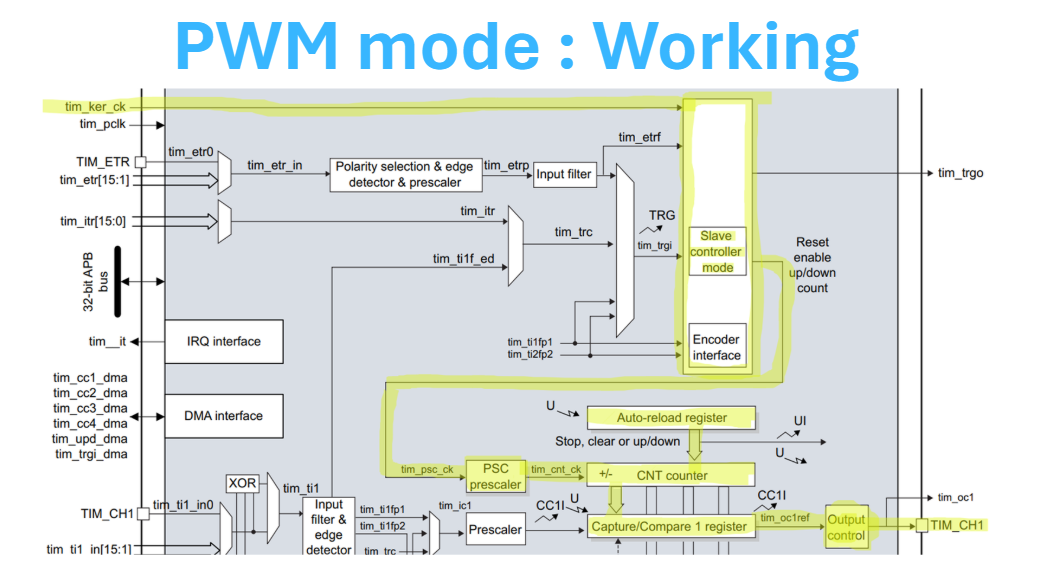 PWM mode : Working
tim_ker_ck
tim_pclk
TIM_ETR
tim_etr0
tim_etr[15:1]
tim_etr_in
Polarity selection & edge
detector & prescaler
tim_etrp
Input filter
tim_etrf
tim_trgo
tim_itr[15:0]
tim_itr
tim_trc
TRG
tim_trgi
Slave
controller
mode
Reset
enable
up/down
count
32-bit APB
bus
tim_ti1f_ed
tim__it
IRQ interface
tim_ti1fp1
tim_ti2fp2
Encoder
interface
tim_cc1_dma
tim_cc2_dma
tim_cc3_dma
tim_cc4_dma
tim_upd_dma
tim_trgi_dma
DMA interface
U
Auto-reload register
UI
Stop, clear or up/down
U
tim_psc_ck
PSC
prescaler
tim_cnt_ck
+/-
CNT counter
XOR
tim_ti1
TIM_CH1
tim_ti1_in0
tim_ti1_in[15:1]
Input
filter &
edge
detector
tim_ti1fp1
tim_ti1fp2
tim_trc
tim_ic1
Prescaler
CC1I
U
Capture/Compare 1 register
CC1I
tim_oc1ref
Output
control
tim_oc1
TIM_CH1